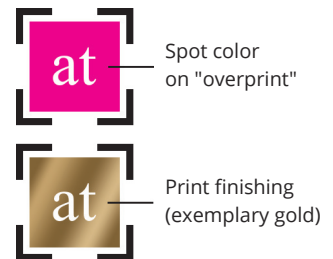 at
Spot color
on "overprint"
at
Print finishing
(exemplary gold)